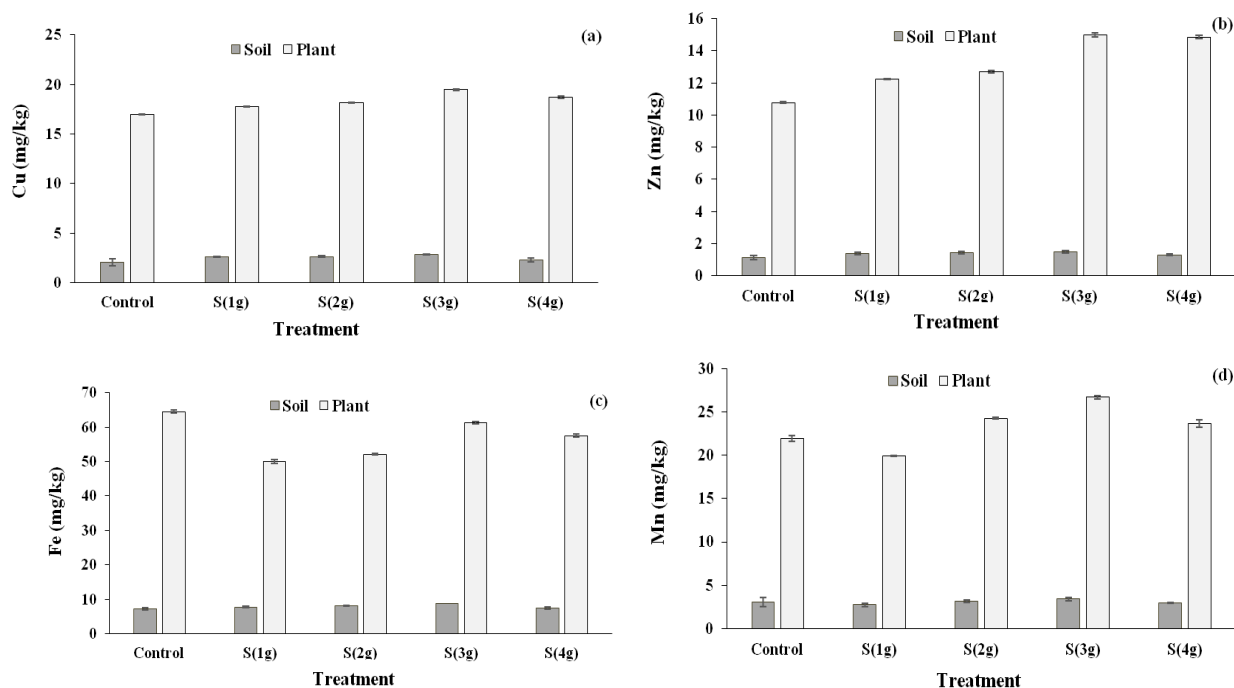 (a)
Soil Plant
Cu (mg/kg)
25
20
15
10
5
0
Control S(1g) S(2g) S(3g) S(4g)
Treatment
(b)
Soil Plant
Zn (mg/kg)
16
14
12
10
8
6
4
2
0
Control S(1g) S(2g) S(3g) S(4g)
Treatment
(c)
Soil Plant
Fe (mg/kg)
70
60
50
40
30
20
10
0
Control S(1g) S(2g) S(3g) S(4g)
Treatment
(d)
Soil Plant
Mn (mg/kg)
30
25
20
15
10
5
0
Control S(1g) S(2g) S(3g) S(4g)
Treatment